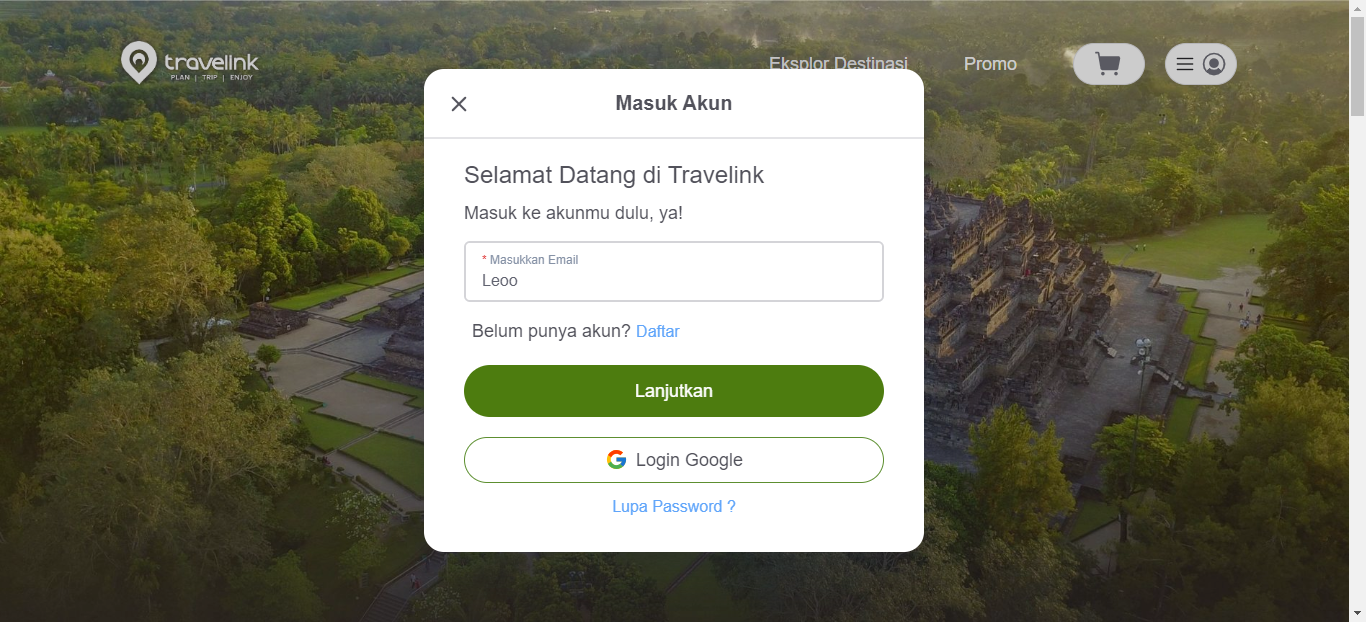 travelink
PLAN | TRIP | ENJOY
Eksplor Destinasi
Promo
Masuk Akun
Selamat Datang di Travelink
Masuk ke akunmu dulu, ya!
* Masukkan Email
Leoo
Belum punya akun? Daftar
Lanjutkan
Login Google
Lupa Password ?